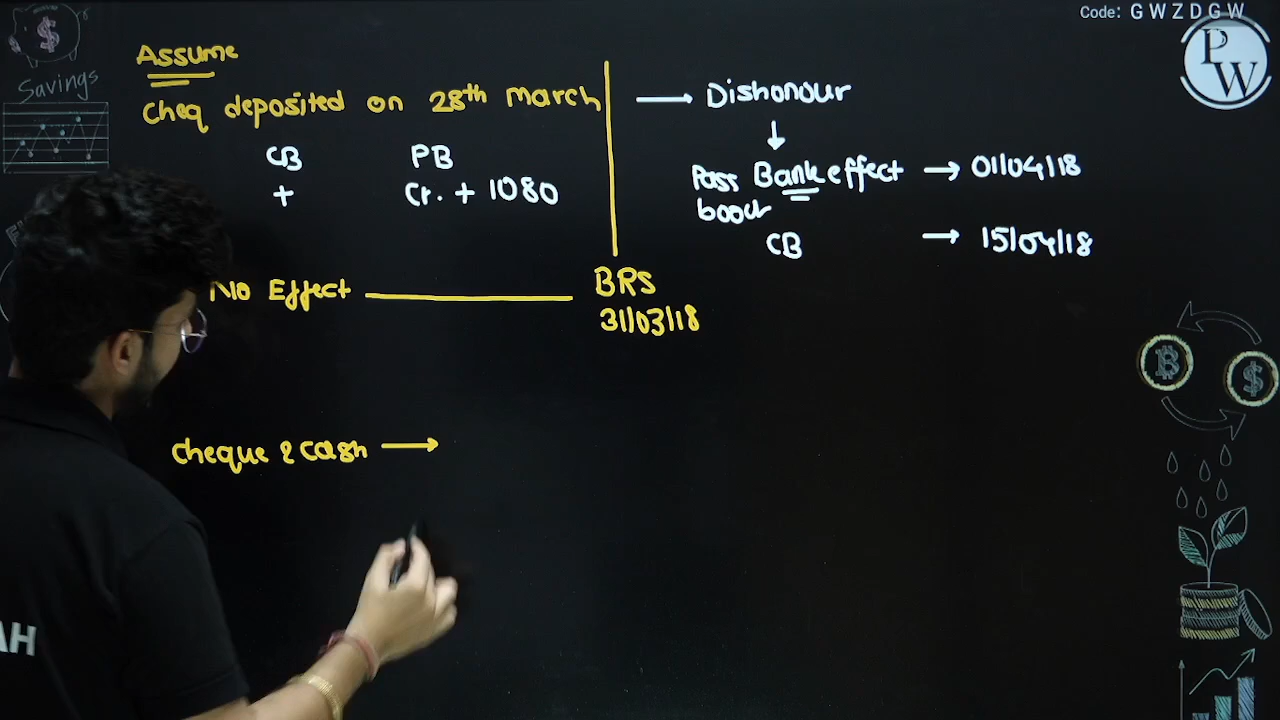 Code: G W Z D G W
PW
Savings
Assume
Cheq deposited on 28th March
CB PB
+ Cr. + 1080
No Effect
BRS
31/03/18
Dishonour
Pass Bank effect → 01/04/18
book
CB → 15/04/18
Cheque & Cash →
AH